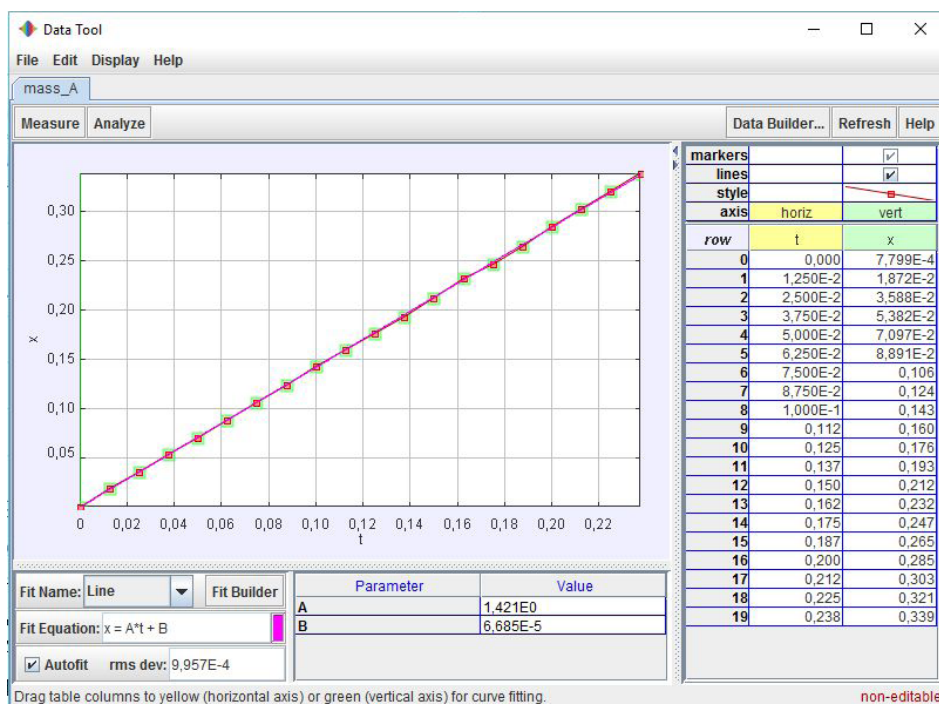 Data Tool
File Edit Display Help
mass_A
Measure Analyze Data Builder... Refresh Help
markers
lines
style
axis horiz vert
row t x
0 0,000 7,799E-4
1 1,250E-2 1,872E-2
2 2,500E-2 3,588E-2
3 3,750E-2 5,382E-2
4 5,000E-2 7,097E-2
5 6,250E-2 8,891E-2
6 7,500E-2 0,106
7 8,750E-2 0,124
8 1,000E-1 0,143
9 0,112 0,160
10 0,125 0,176
11 0,137 0,193
12 0,150 0,212
13 0,162 0,232
14 0,175 0,247
15 0,187 0,265
16 0,200 0,285
17 0,212 0,303
18 0,225 0,321
19 0,238 0,339
0,30
0,25
0,20
x
0,15
0,10
0,05
0 0,02 0,04 0,06 0,08 0,10 0,12 0,14 0,16 0,18 0,20 0,22
t
Fit Name: Line Fit Builder
Fit Equation: x = A*t + B
Autofit rms dev: 9,957E-4
Parameter Value
A 1,421E0
B 6,685E-5
Drag table columns to yellow (horizontal axis) or green (vertical axis) for curve fitting. non-editable